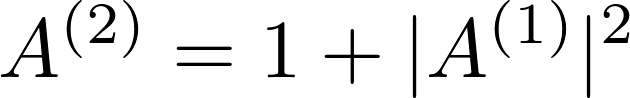 A^{(2)} = 1 + |A^{(1)}|^2